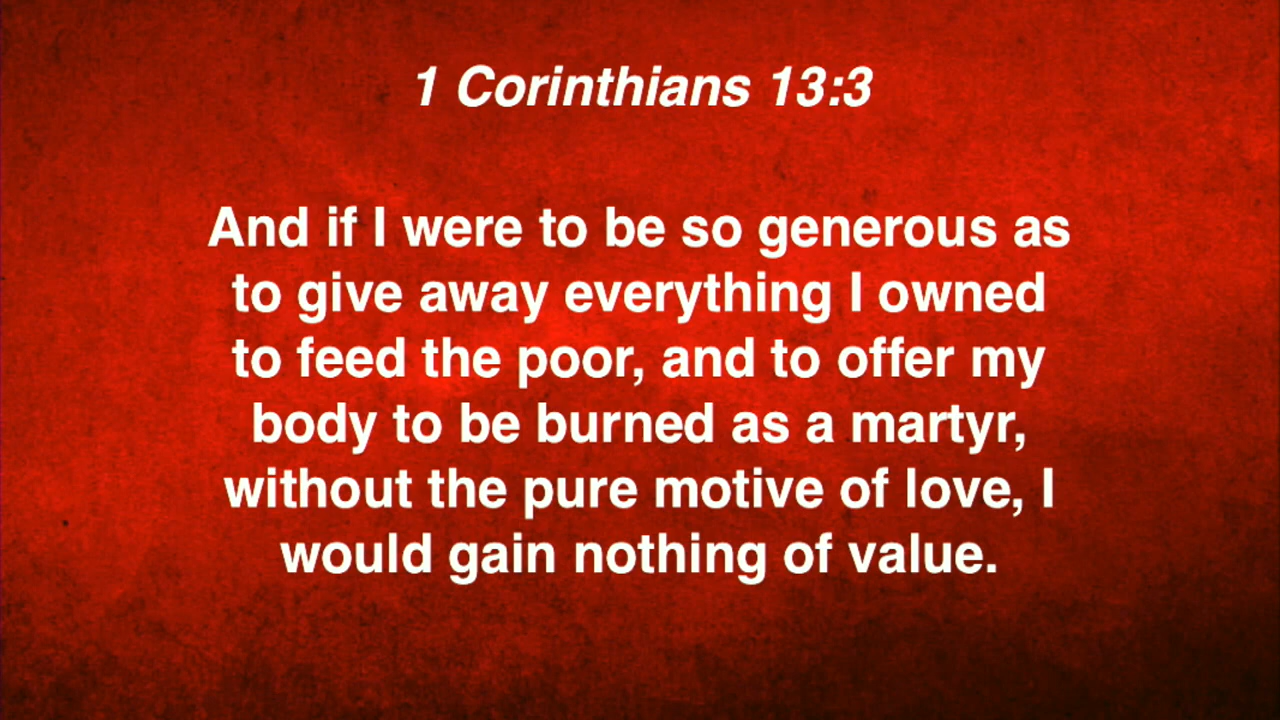 1 Corinthians 13:3
And if I were to be so generous as
to give away everything I owned
to feed the poor, and to offer my
body to be burned as a martyr,
without the pure motive of love, I
would gain nothing of value.